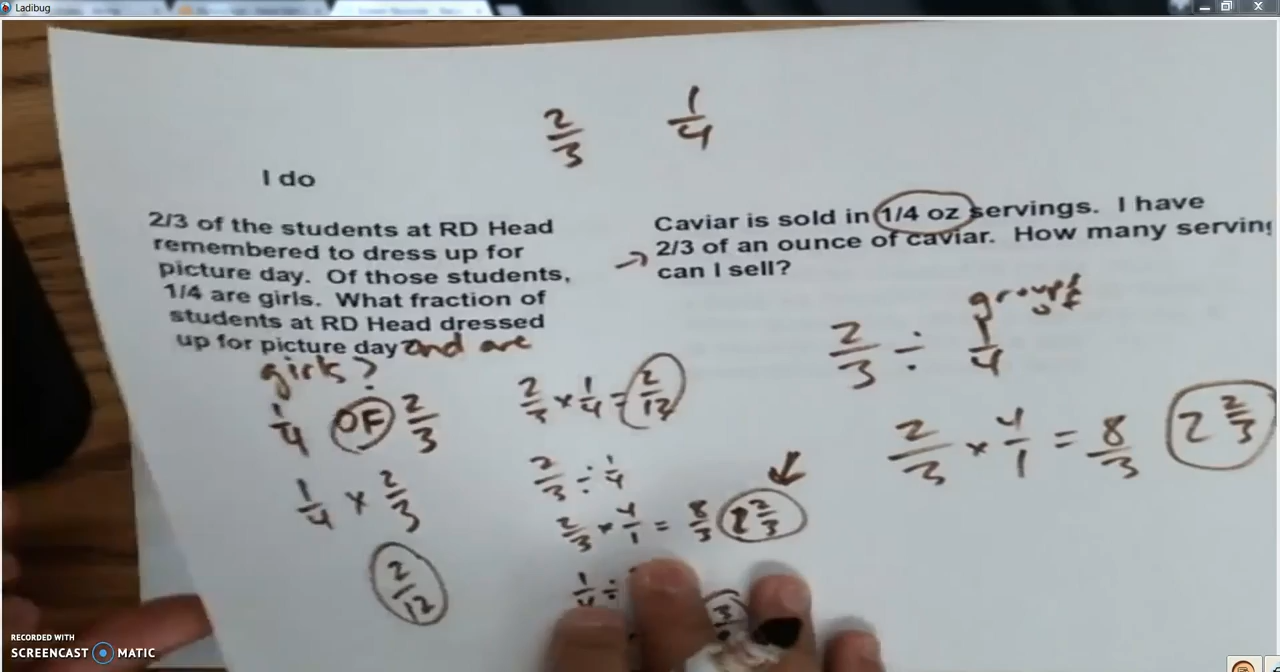 Ladibug
2/3 1/4
I do
2/3 of the students at RD Head
remembered to dress up for
picture day. Of those students,
1/4 are girls. What fraction of
students at RD Head dressed
up for picture day and are
girls?
1/4 OF 2/3
1/4 x 2/3
2/12
2/3 x 1/4 = 2/12
2/3 ÷ 1/4
2/3 x 4/1 = 8/3 2 2/3
1/4 ÷
Caviar is sold in 1/4 oz servings. I have
2/3 of an ounce of caviar. How many serving
can I sell?
groups of
2/3 ÷ 1/4
2/3 x 4/1 = 8/3 2 2/3
RECORDED WITH
SCREENCAST MATIC